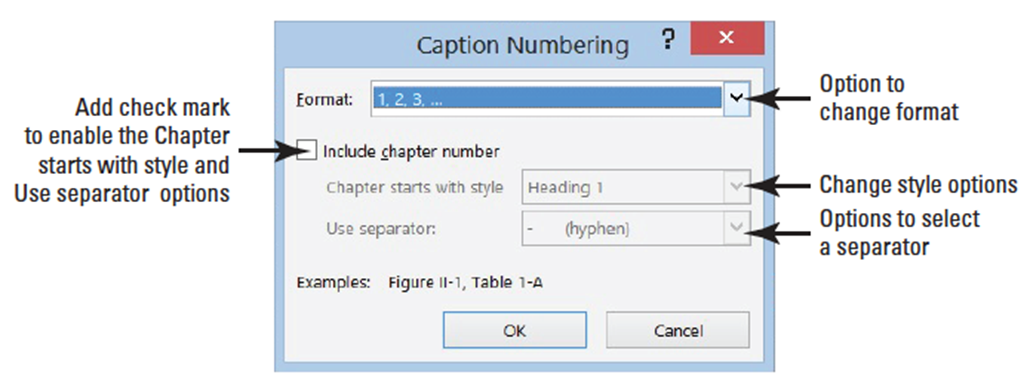 Caption Numbering ? ×
Format: 1, 2, 3, ...
Option to
change format
Add check mark
to enable the Chapter
starts with style and
Use separator options
Include chapter number
Chapter starts with style Heading 1
Change style options
Use separator: - (hyphen)
Options to select
a separator
Examples: Figure II-1, Table 1-A
OK Cancel